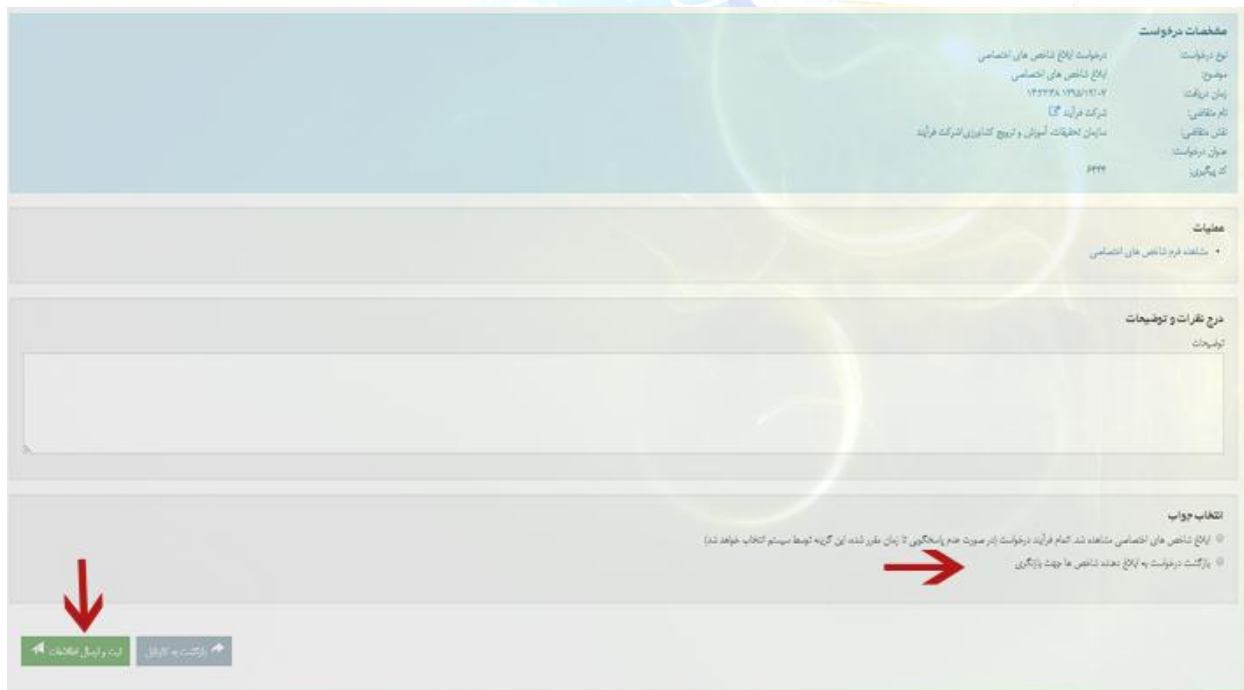 مشخصات درخواست
نوع درخواست: درخواست ابلاغ شاخص های اختصاصی
موضوع: ابلاغ شاخص های اختصاصی
زمان دریافت:
نام متقاضی: شرکت فرآیند
نقش متقاضی: سازمان تحقیقات، آموزش و ترویج کشاورزی/شرکت فرآیند
عنوان درخواست:
کد پیگیری:
عملیات
• مشاهده فرم شاخص های اختصاصی
درج نظرات و توضیحات
توضیحات
انتخاب جواب
ابلاغ شاخص های اختصاصی مشاهده شد. اتمام فرآیند درخواست (در صورت عدم پاسخگویی تا زمان مقرر شده، این گزینه توسط سیستم انتخاب خواهد شد)
بازگشت درخواست به ابلاغ دهنده شاخص ها جهت بازنگری
بازگشت به کارتابل
ثبت و ارسال اطلاعات